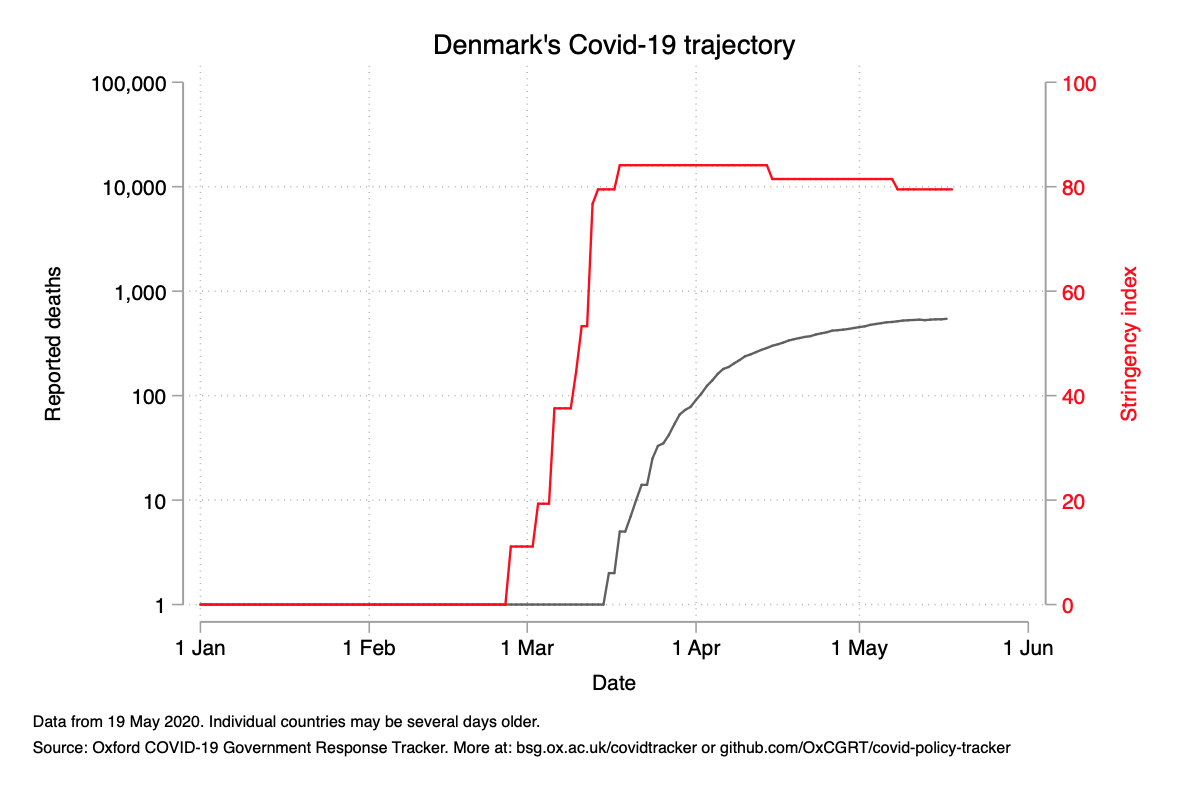 Denmark's Covid-19 trajectory
100,000
10,000
1,000
100
10
1
Reported deaths
100
80
60
40
20
0
Stringency index
1 Jan 1 Feb 1 Mar 1 Apr 1 May 1 Jun
Date
Data from 19 May 2020. Individual countries may be several days older.
Source: Oxford COVID-19 Government Response Tracker. More at: bsg.ox.ac.uk/covidtracker or github.com/OxCGRT/covid-policy-tracker